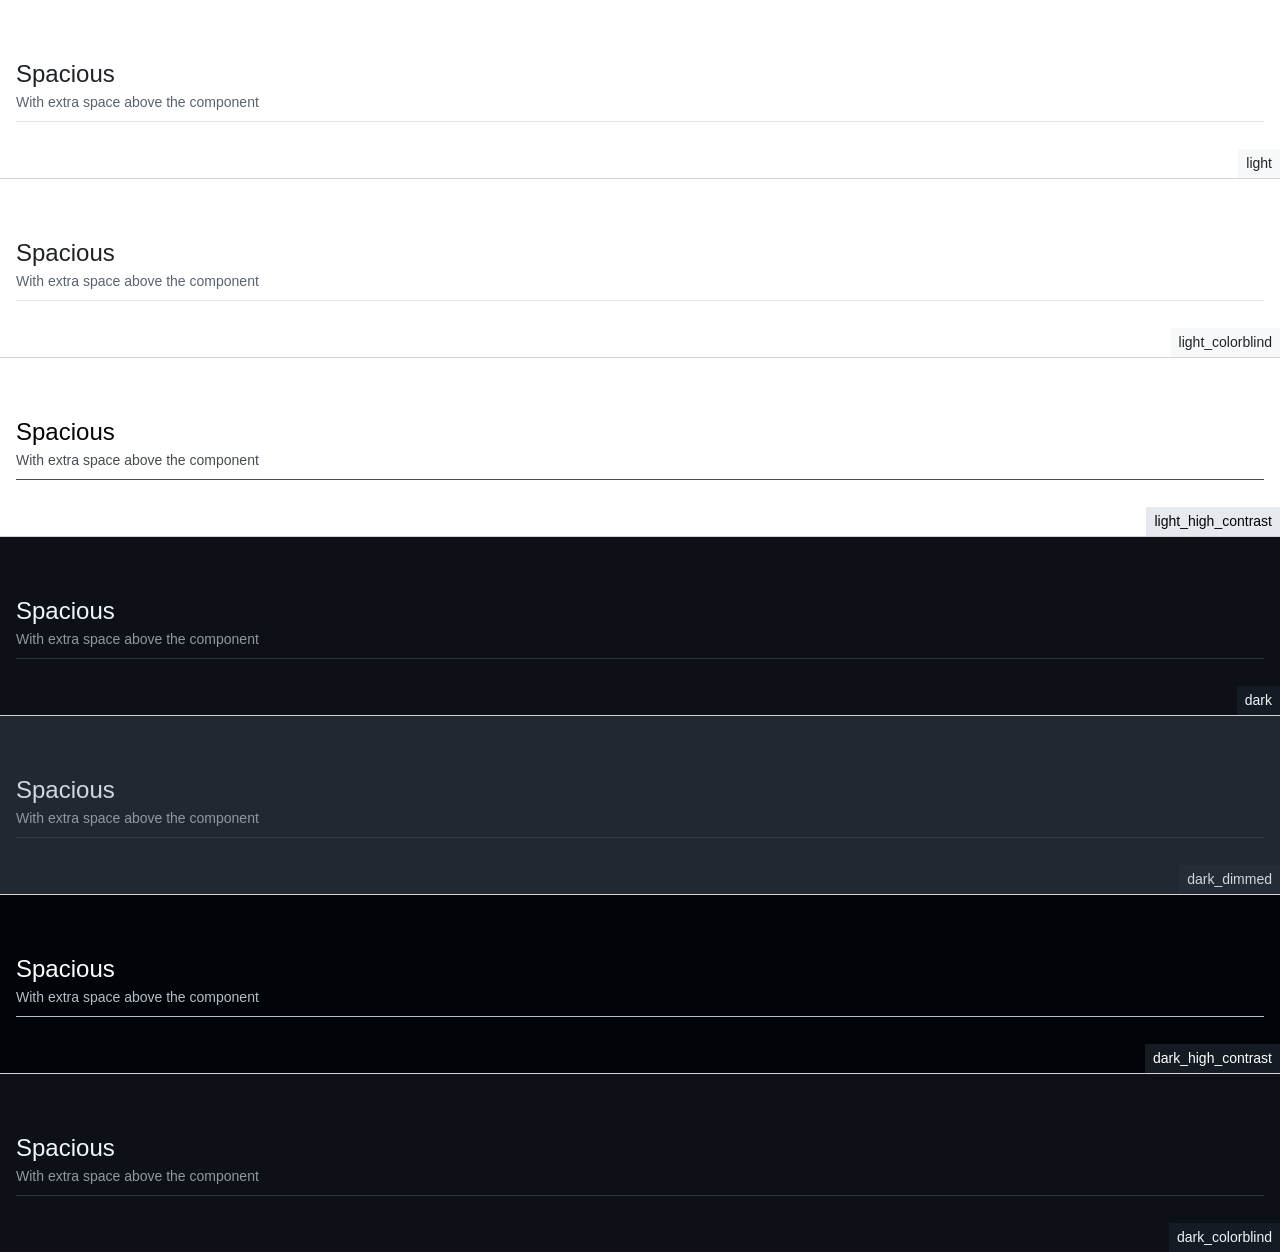 Spacious
With extra space above the component
light
Spacious
With extra space above the component
light_colorblind
Spacious
With extra space above the component
light_high_contrast
Spacious
With extra space above the component
dark
Spacious
With extra space above the component
dark_dimmed
Spacious
With extra space above the component
dark_high_contrast
Spacious
With extra space above the component
dark_colorblind